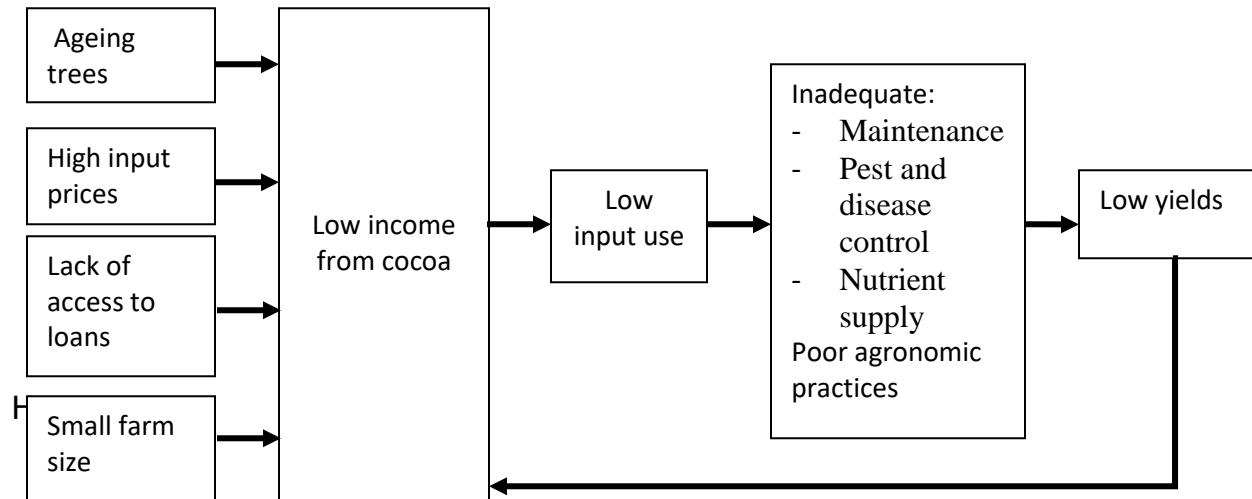 Ageing
trees
High input
prices
Lack of
access to
loans
H
Small farm
size
Low income
from cocoa
Low
input use
Inadequate:
- Maintenance
- Pest and
disease
control
- Nutrient
supply
Poor agronomic
practices
Low yields